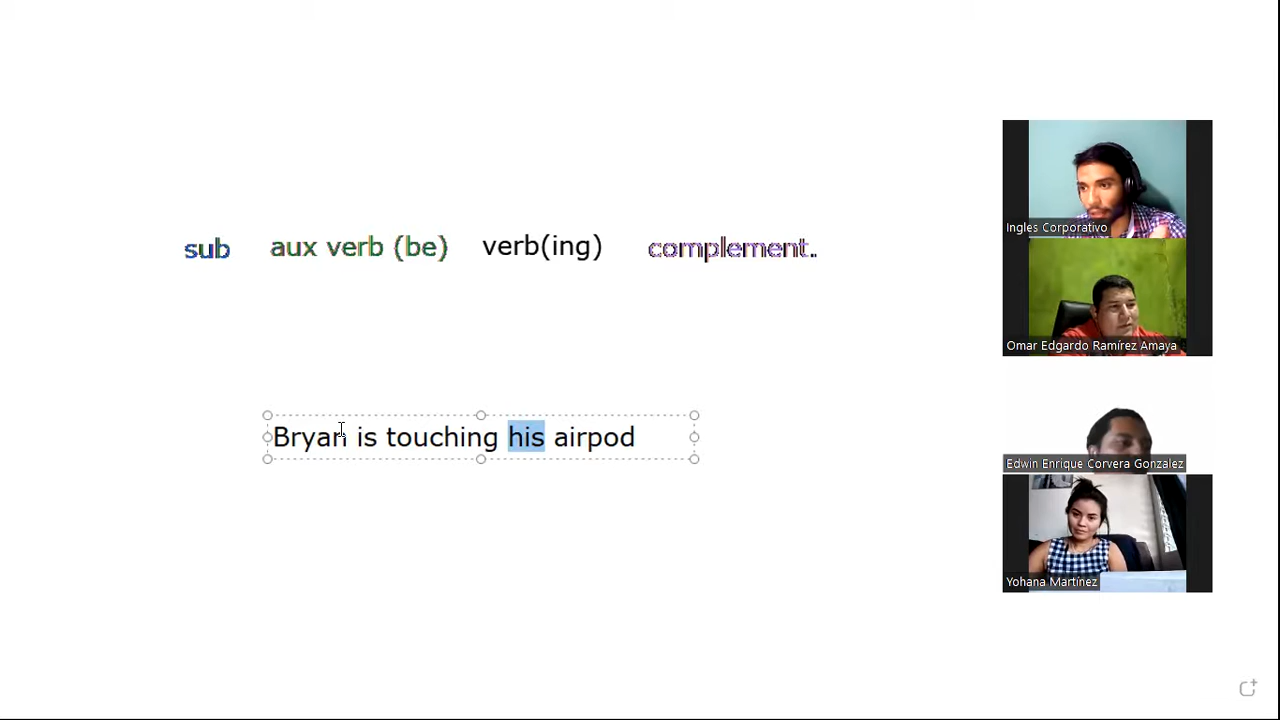 sub aux verb (be) verb(ing) complement.
Bryan is touching his airpod
Ingles Corporativo
Omar Edgardo Ramírez Amaya
Edwin Enrique Corvera Gonzalez
Yohana Martínez